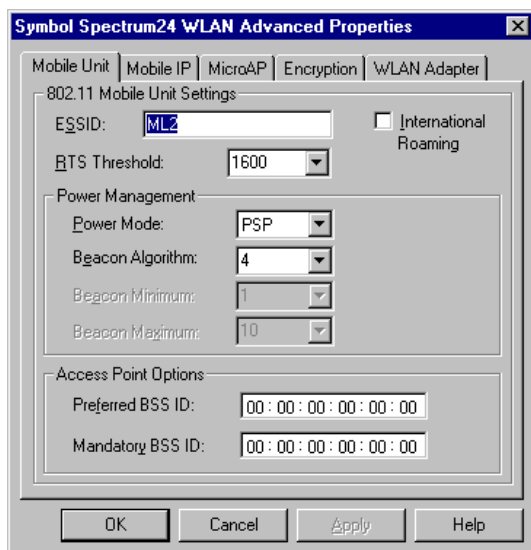 Symbol Spectrum24 WLAN Advanced Properties
Mobile Unit Mobile IP MicroAP Encryption WLAN Adapter
802.11 Mobile Unit Settings
ESSID: ML2
International Roaming
RTS Threshold: 1600
Power Management
Power Mode: PSP
Beacon Algorithm: 4
Beacon Minimum: 1
Beacon Maximum: 10
Access Point Options
Preferred BSS ID: 00 : 00 : 00 : 00 : 00 : 00
Mandatory BSS ID: 00 : 00 : 00 : 00 : 00 : 00
OK Cancel Apply Help